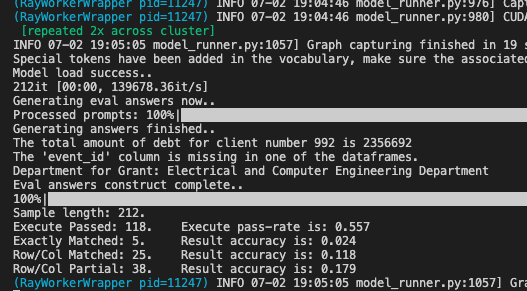 (RayWorkerWrapper pid=11247) INFO 07-02 19:04:46 model_runner.py:976] Capt
(RayWorkerWrapper pid=11247) INFO 07-02 19:04:46 model_runner.py:980] CUDA
[repeated 2x across cluster]
INFO 07-02 19:05:05 model_runner.py:1057] Graph capturing finished in 19 s
Special tokens have been added in the vocabulary, make sure the associated
Model load success..
212it [00:00, 139678.36it/s]
Generating eval answers now..
Processed prompts: 100%|
Generating answers finished..
The total amount of debt for client number 992 is 2356692
The 'event_id' column is missing in one of the dataframes.
Department for Grant: Electrical and Computer Engineering Department
Eval answers construct complete..
100%|
Sample length: 212.
Execute Passed: 118. Execute pass-rate is: 0.557
Exactly Matched: 5. Result accuracy is: 0.024
Row/Col Matched: 25. Result accuracy is: 0.118
Row/Col Partial: 38. Result accuracy is: 0.179
(RayWorkerWrapper pid=11247) INFO 07-02 19:05:05 model_runner.py:1057] Gra